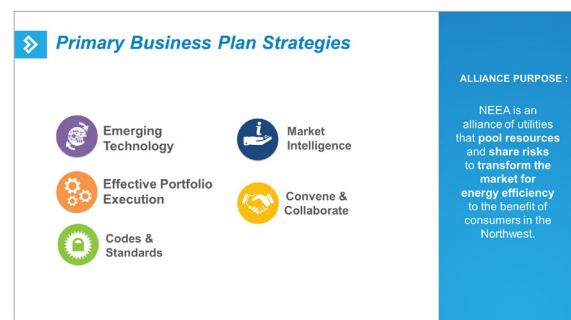 Primary Business Plan Strategies
Emerging
Technology
Effective Portfolio
Execution
Codes &
Standards
Market
Intelligence
Convene &
Collaborate
ALLIANCE PURPOSE :
NEEA is an
alliance of utilities
that pool resources
and share risks
to transform the
market for
energy efficiency
to the benefit of
consumers in the
Northwest.